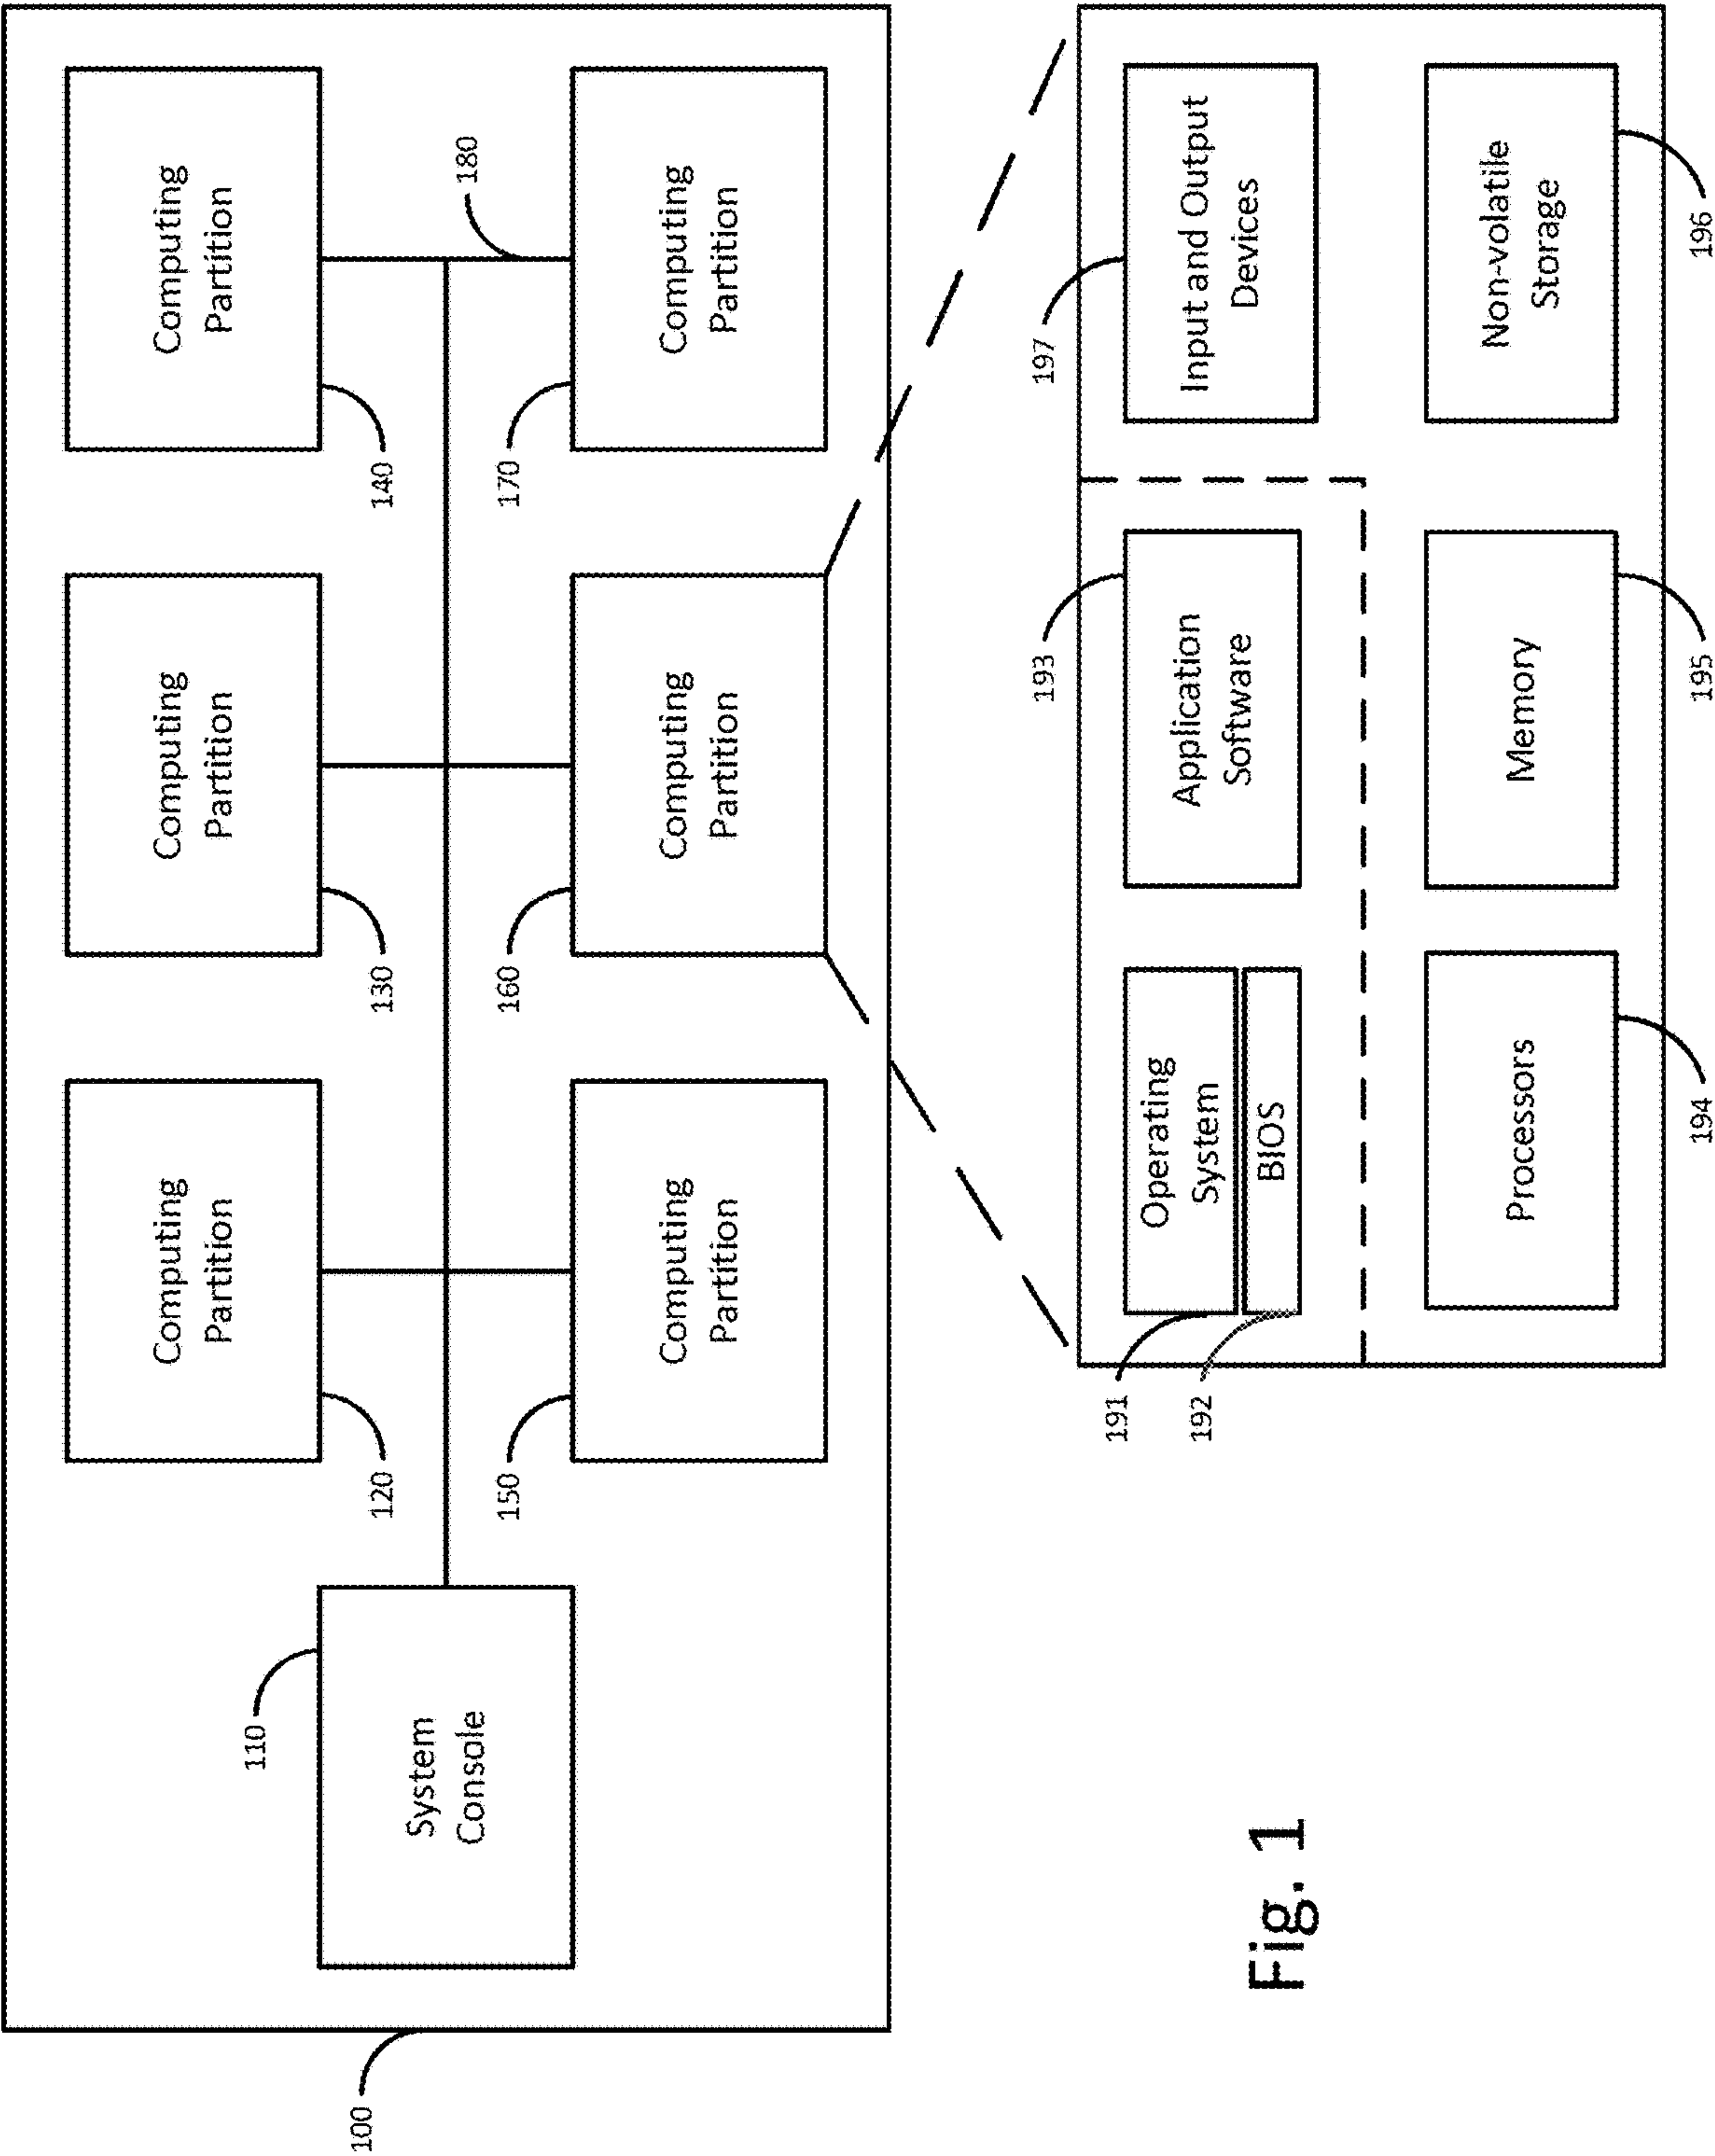 100
110
System
Console
120
Computing
Partition
130
Computing
Partition
140
Computing
Partition
150
Computing
Partition
160
Computing
Partition
170
Computing
Partition
180
191
Operating
System
192
BIOS
193
Application
Software
197
Input and Output
Devices
Processors
194
Memory
195
Non-volatile
Storage
196
Fig. 1